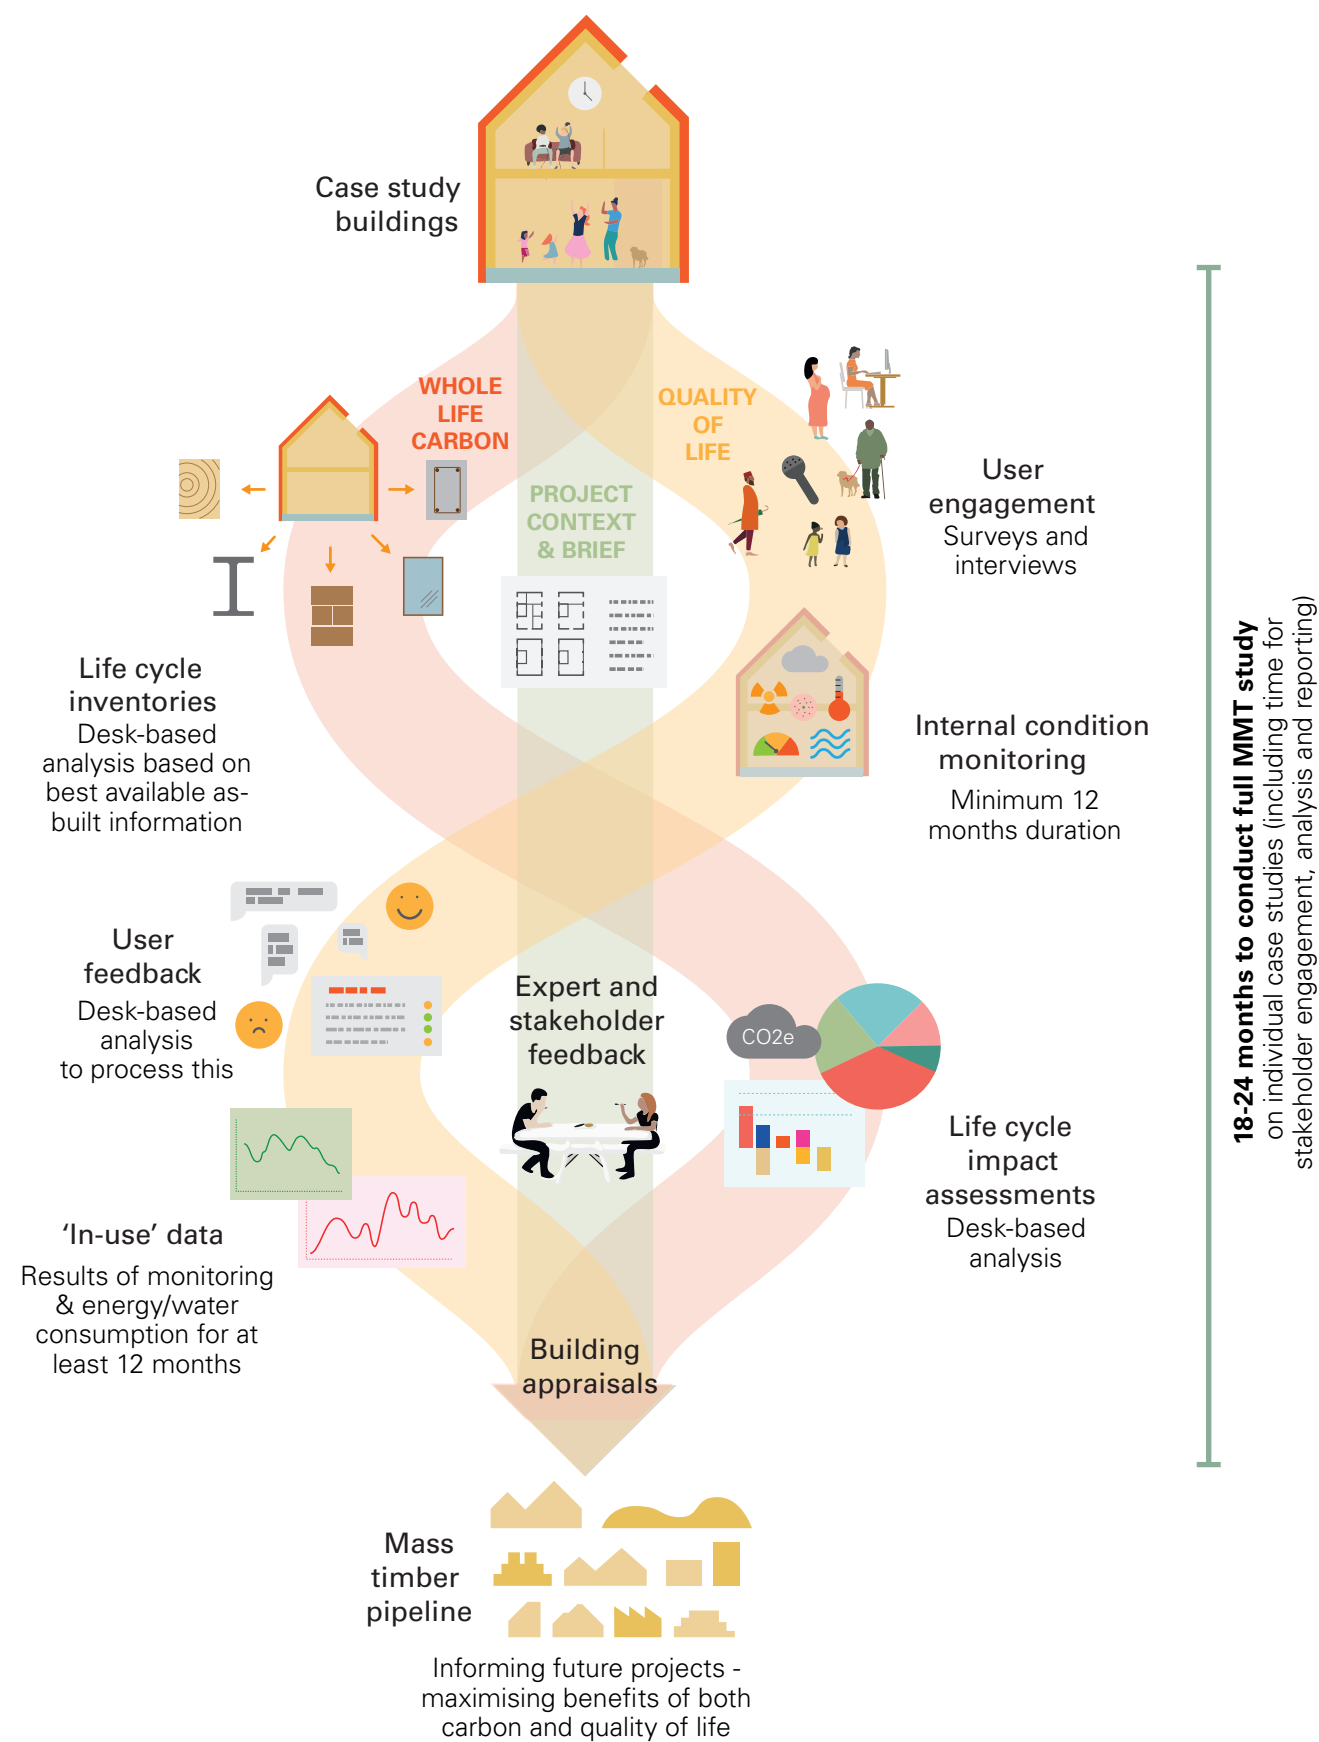 Case study
buildings
WHOLE
LIFE
CARBON
QUALITY
OF
LIFE
PROJECT
CONTEXT
& BRIEF
User
engagement
Surveys and
interviews
Life cycle
inventories
Desk-based
analysis based on
best available as-
built information
Internal condition
monitoring
Minimum 12
months duration
User
feedback
Desk-based
analysis
to process this
Expert and
stakeholder
feedback
CO2e
Life cycle
impact
assessments
Desk-based
analysis
‘In-use’ data
Results of monitoring
& energy/water
consumption for at
least 12 months
Building
appraisals
Mass
timber
pipeline
Informing future projects -
maximising benefits of both
carbon and quality of life
18-24 months to conduct full MMT study
on individual case studies (including time for
stakeholder engagement, analysis and reporting)